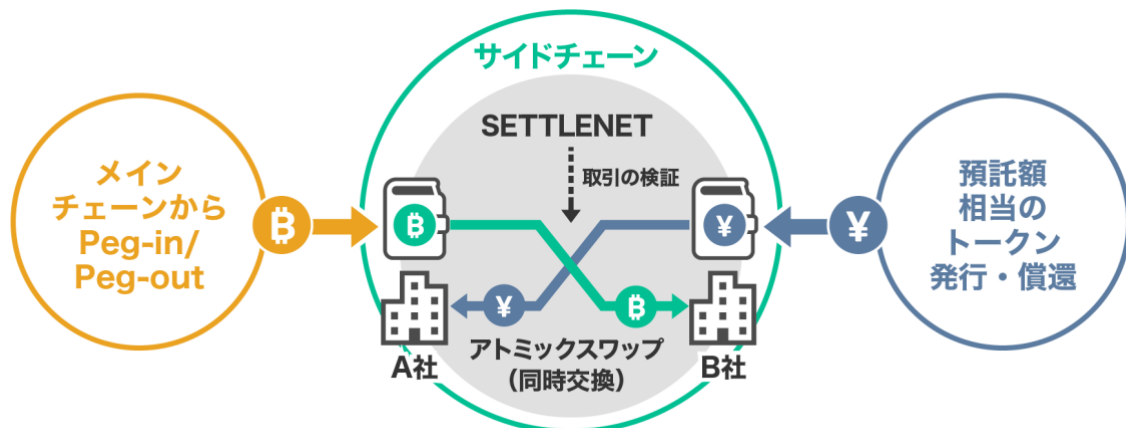 サイドチェーン
SETTLENET
取引の検証
メイン
チェーンから
Peg-in/
Peg-out
₿
₿
¥
¥
預託額
相当の
トークン
発行・償還
¥
₿
A社
アトミックスワップ
（同時交換）
B社